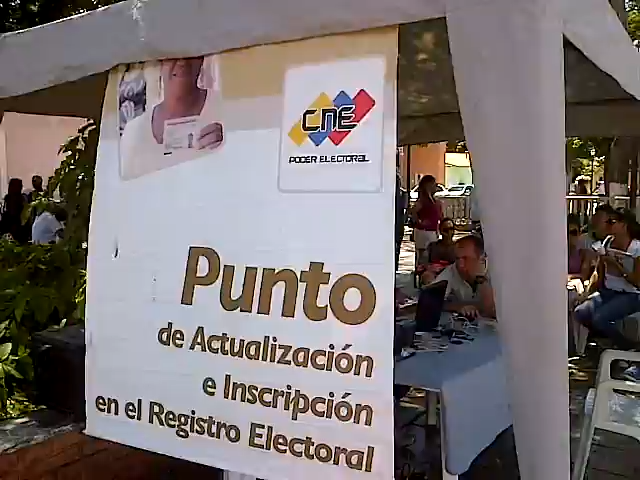 CNE
PODER ELECTORAL
Punto
de Actualización
e Inscripción
en el Registro Electoral